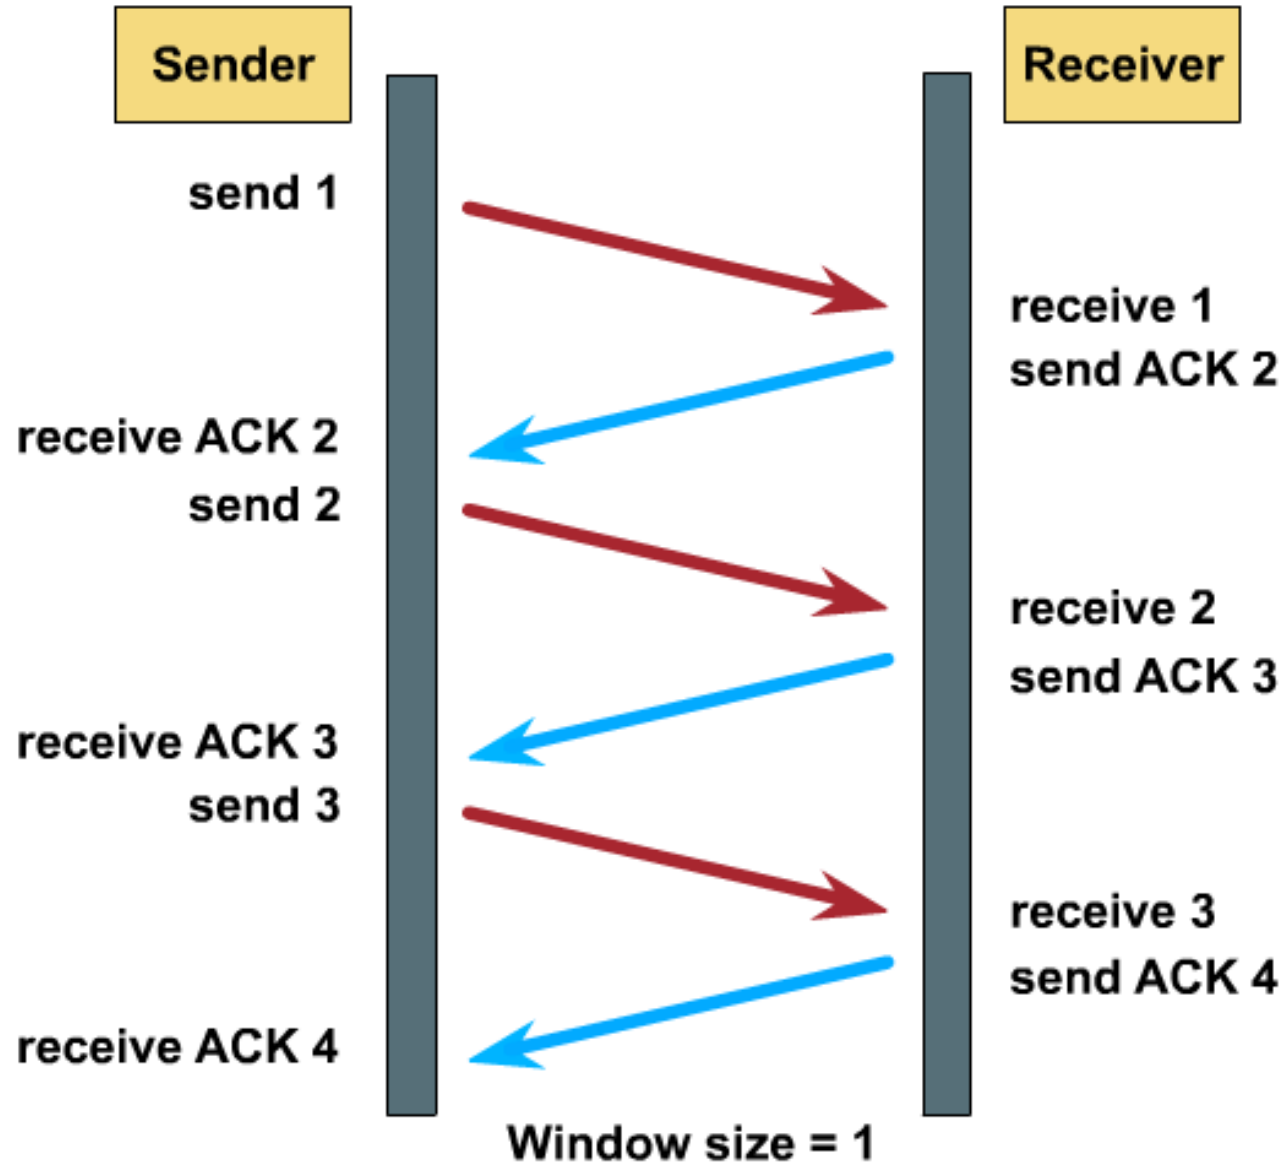 Sender
Receiver
send 1
receive 1
send ACK 2
receive ACK 2
send 2
receive 2
send ACK 3
receive ACK 3
send 3
receive 3
send ACK 4
receive ACK 4
Window size = 1